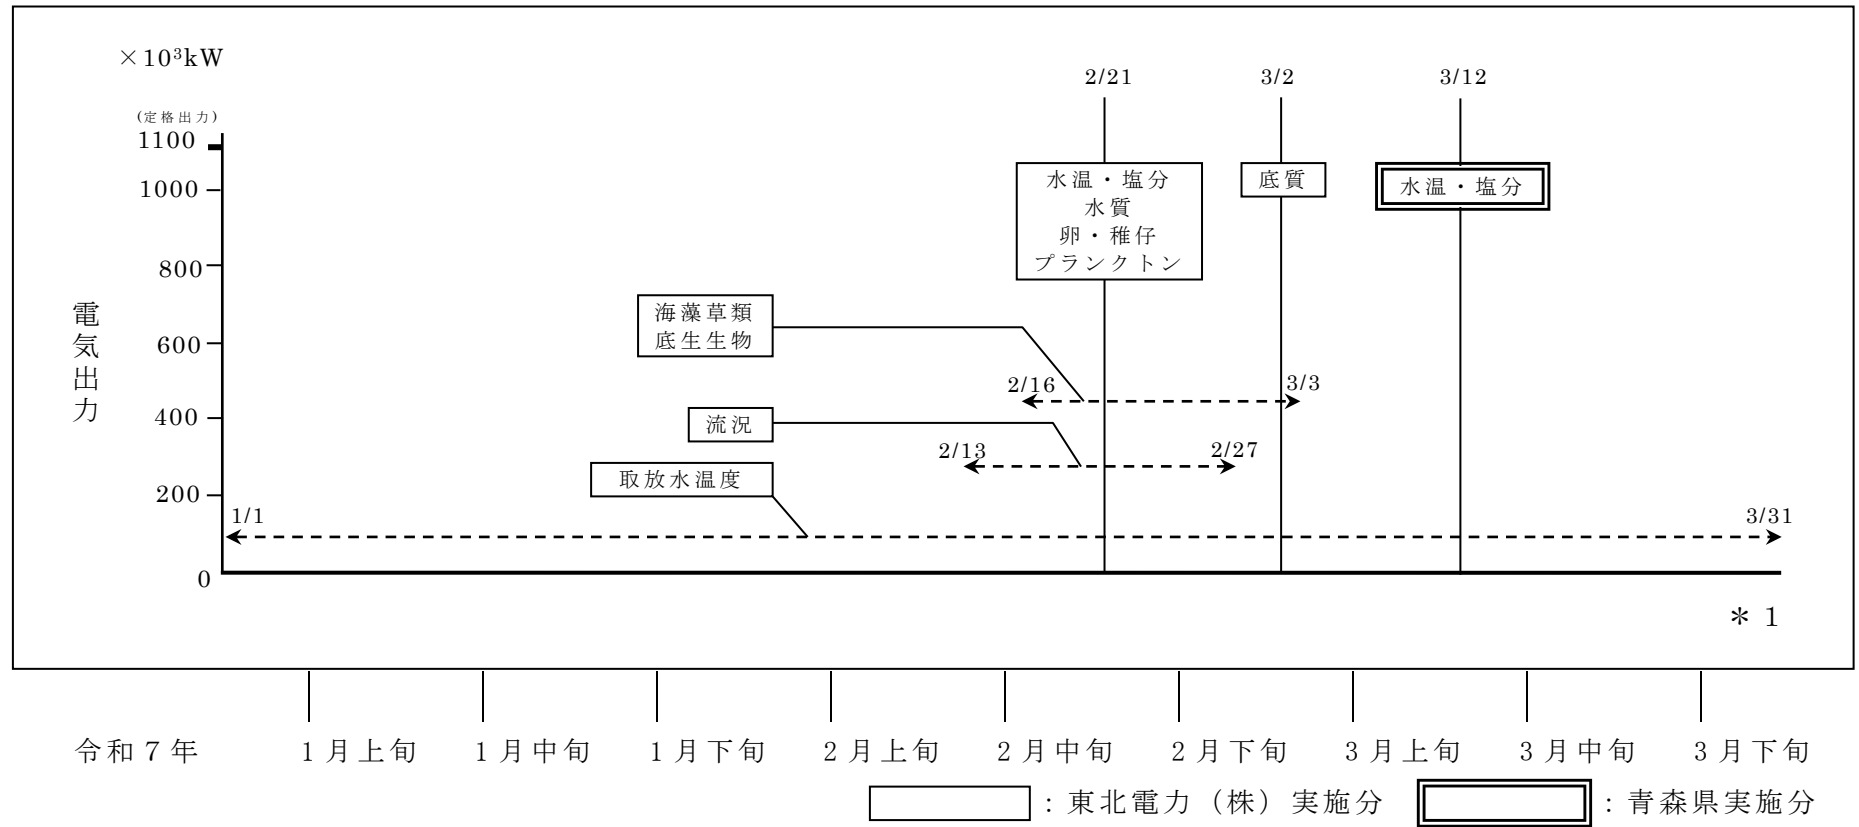 ×10³kW
(定格出力)
1100
1000
800
600
400
200
0
電気出力
2/21
3/2
3/12
水温・塩分
水質
卵・稚仔
プランクトン
底質
水温・塩分
海藻草類
底生生物
2/16
3/3
流況
2/13
2/27
取放水温度
1/1
3/31
＊1
令和7年
1月上旬
1月中旬
1月下旬
2月上旬
2月中旬
2月下旬
3月上旬
3月中旬
3月下旬
：東北電力（株）実施分
：青森県実施分